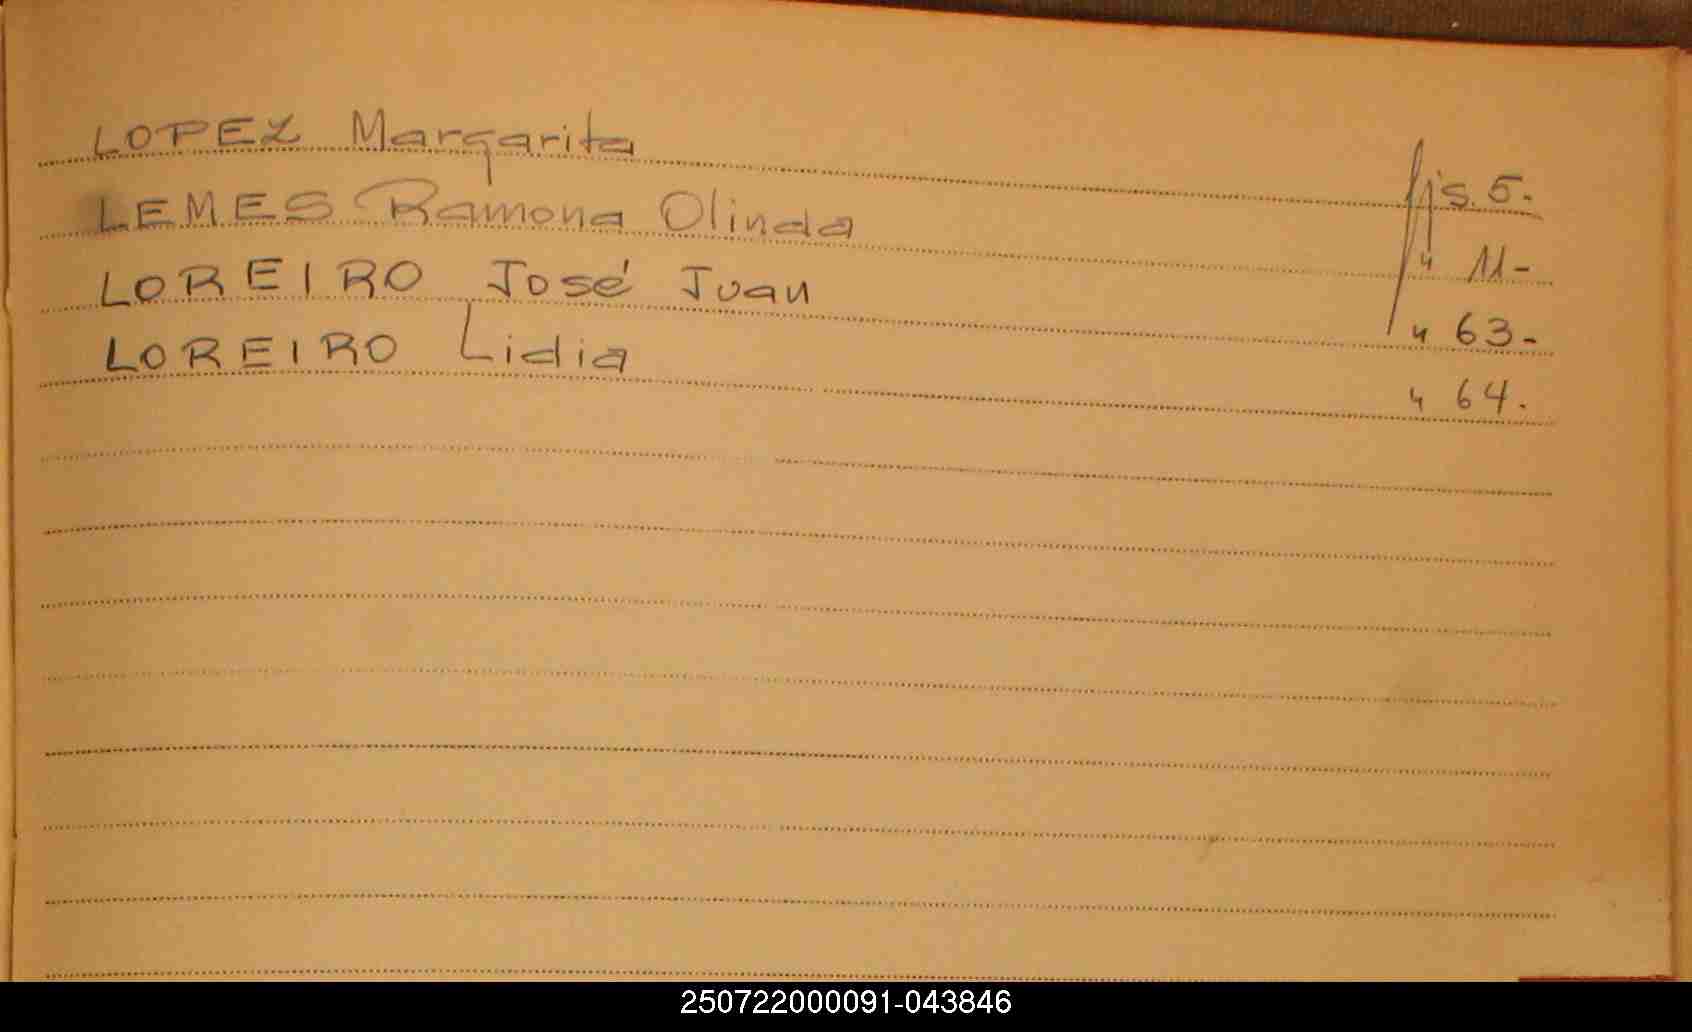 LOPEZ Margarita fjs. 5.
LEMES Ramona Olinda " 11-
LOREIRO José Juan " 63-
LOREIRO Lidia " 64.
250722000091-043846